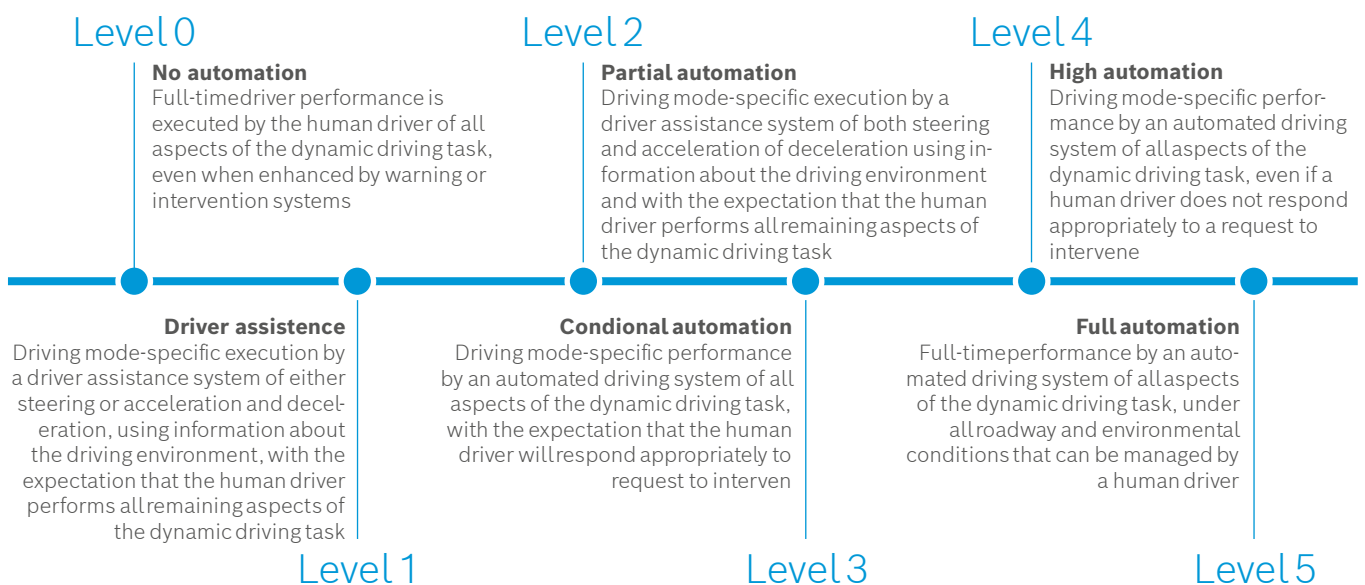 Level 0
No automation
Full-timedriver performance is
executed by the human driver of all
aspects of the dynamic driving task,
even when enhanced by warning or
intervention systems
Driver assistence
Driving mode-specific execution by
a driver assistance system of either
steering or acceleration and decel-
eration, using information about
the driving environment, with the
expectation that the human driver
performs all remaining aspects of
the dynamic driving task
Level 1
Level 2
Partial automation
Driving mode-specific execution by a
driver assistance system of both steering
and acceleration of deceleration using in-
formation about the driving environment
and with the expectation that the human
driver performs all remaining aspects of
the dynamic driving task
Condional automation
Driving mode-specific performance
by an automated driving system of all
aspects of the dynamic driving task,
with the expectation that the human
driver will respond appropriately to
request to interven
Level 3
Level 4
High automation
Driving mode-specific perfor-
mance by an automated driving
system of all aspects of the
dynamic driving task, even if a
human driver does not respond
appropriately to a request to
intervene
Full automation
Full-time performance by an auto-
mated driving system of all aspects
of the dynamic driving task, under
all roadway and environmental
conditions that can be managed by
a human driver
Level 5